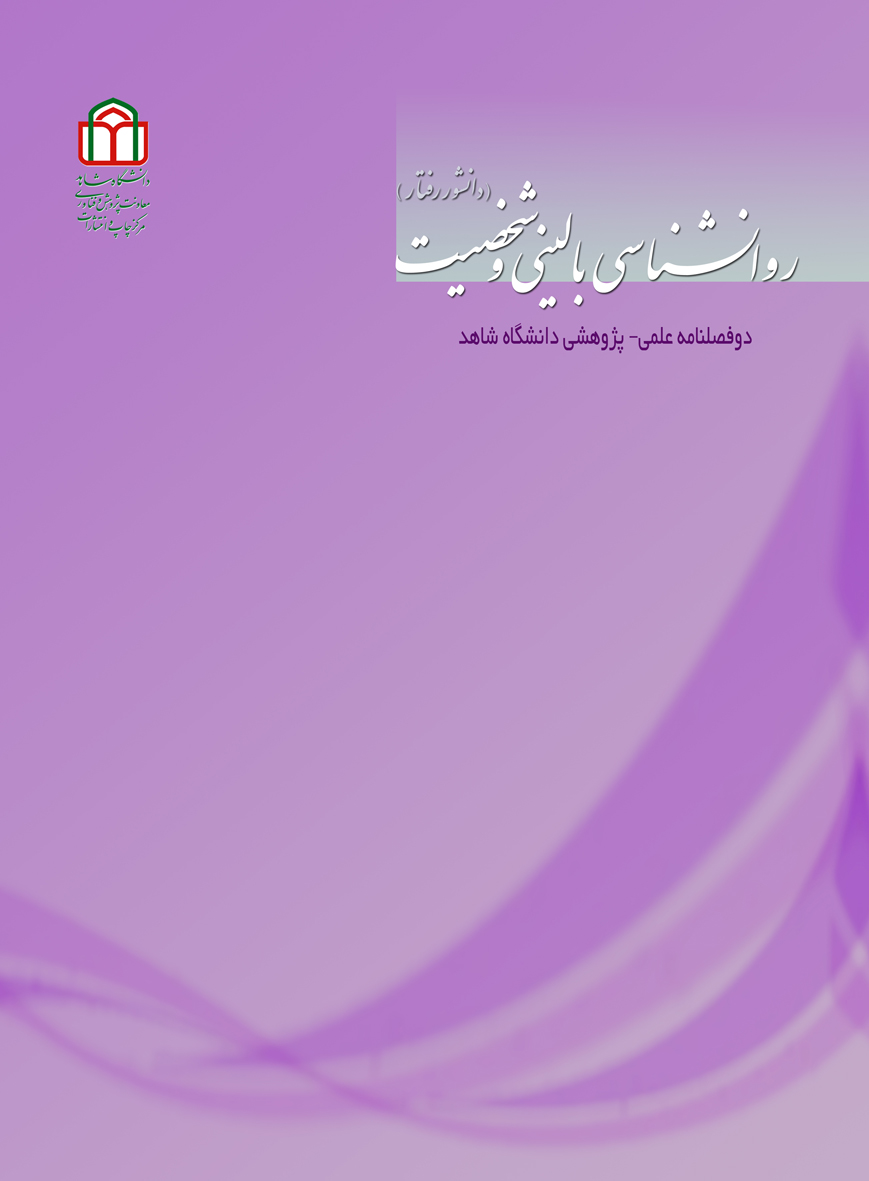 (دانشور رفتار)
روانشناسی بالینی و شخصیت
دوفصلنامه علمی- پژوهشی دانشگاه شاهد
دانشگاه شاهد
معاونت پژوهش و فناوری
مرکز چاپ و انتشارات